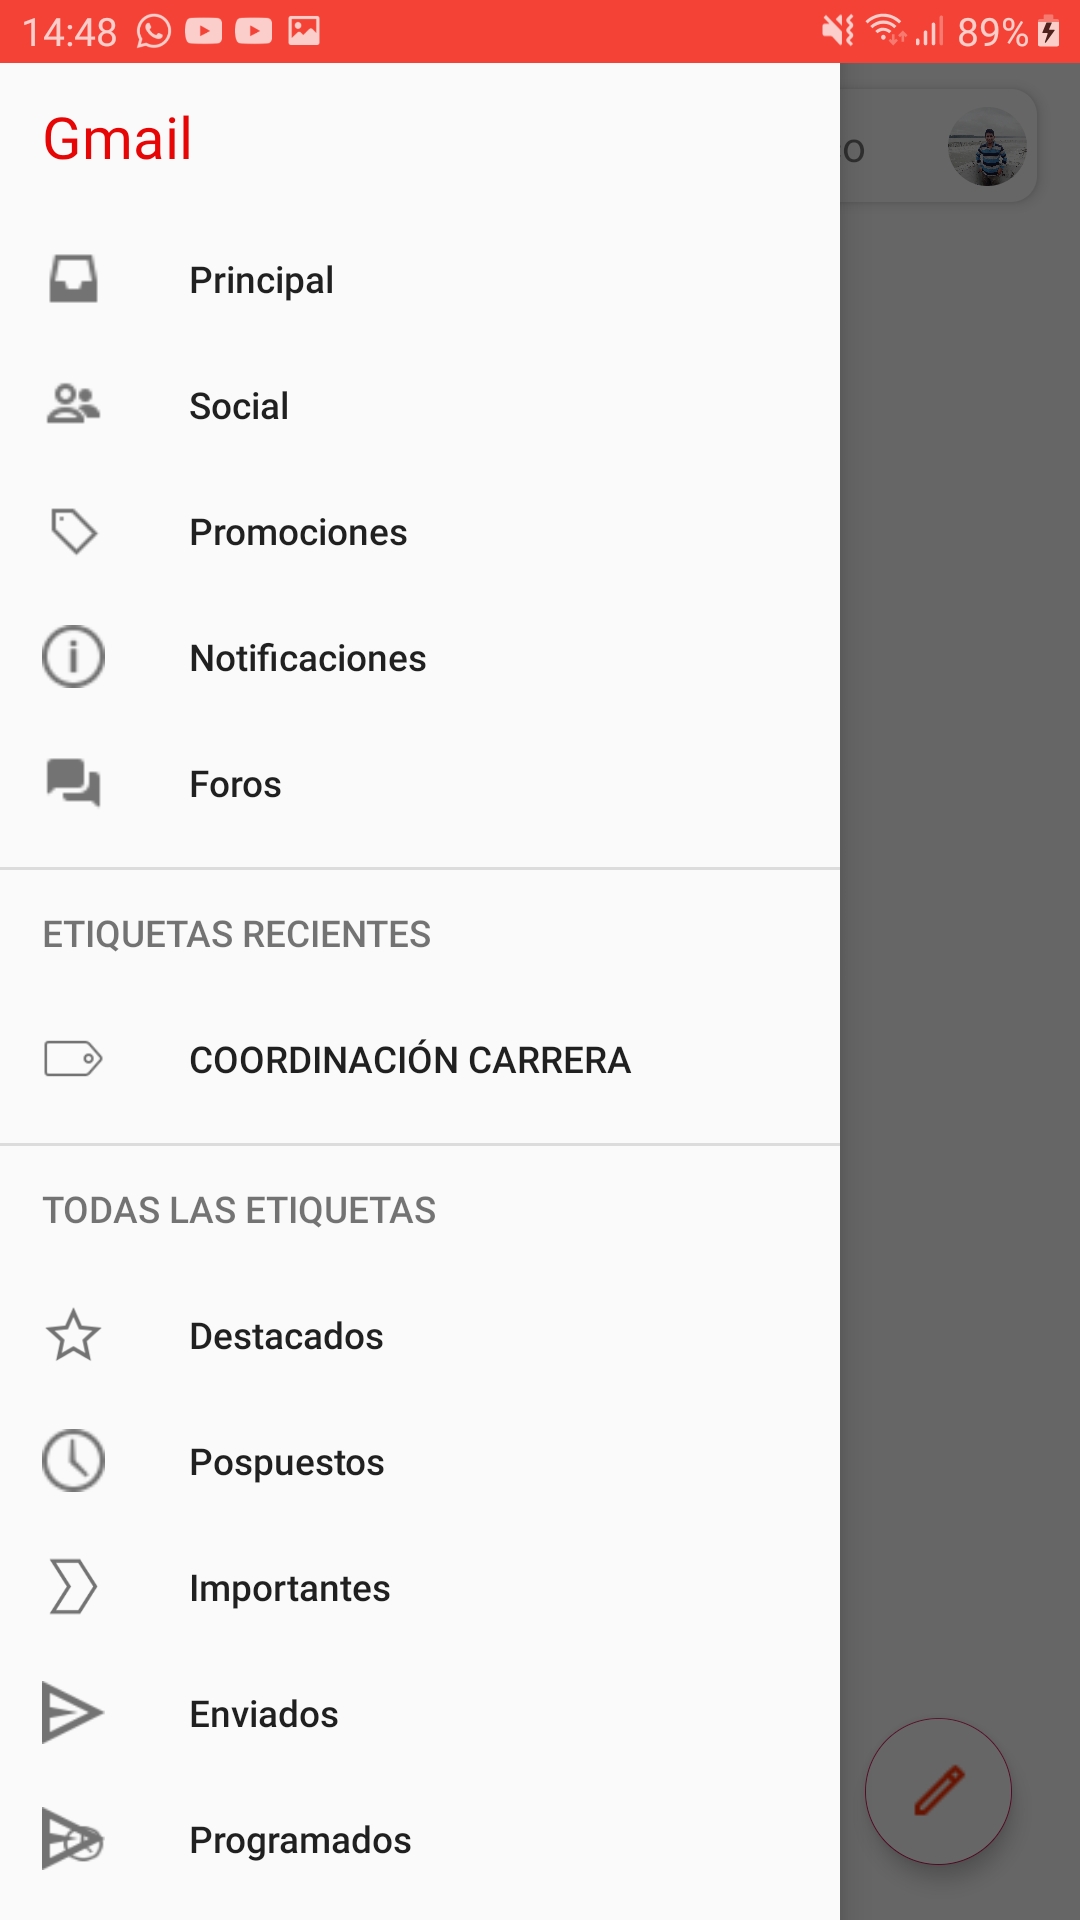 14:48 89%
Gmail
o
Principal
Social
Promociones
Notificaciones
Foros
ETIQUETAS RECIENTES
COORDINACIÓN CARRERA
TODAS LAS ETIQUETAS
Destacados
Pospuestos
Importantes
Enviados
Programados